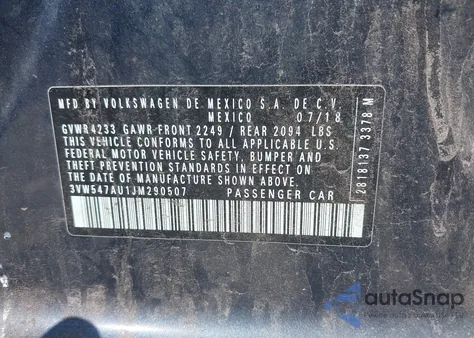 MFD BY VOLKSWAGEN DE MEXICO S.A. DE C.V.
MEXICO 07/18
GVWR 4233 GAWR FRONT 2249 / REAR 2094 LBS
THIS VEHICLE CONFORMS TO ALL APPLICABLE U.S.
FEDERAL MOTOR VEHICLE SAFETY, BUMPER AND
THEFT PREVENTION STANDARDS IN EFFECT ON
THE DATE OF MANUFACTURE SHOWN ABOVE.
3VW547AU1JM290507 PASSENGER CAR
2818137 3378 M
autoSnap